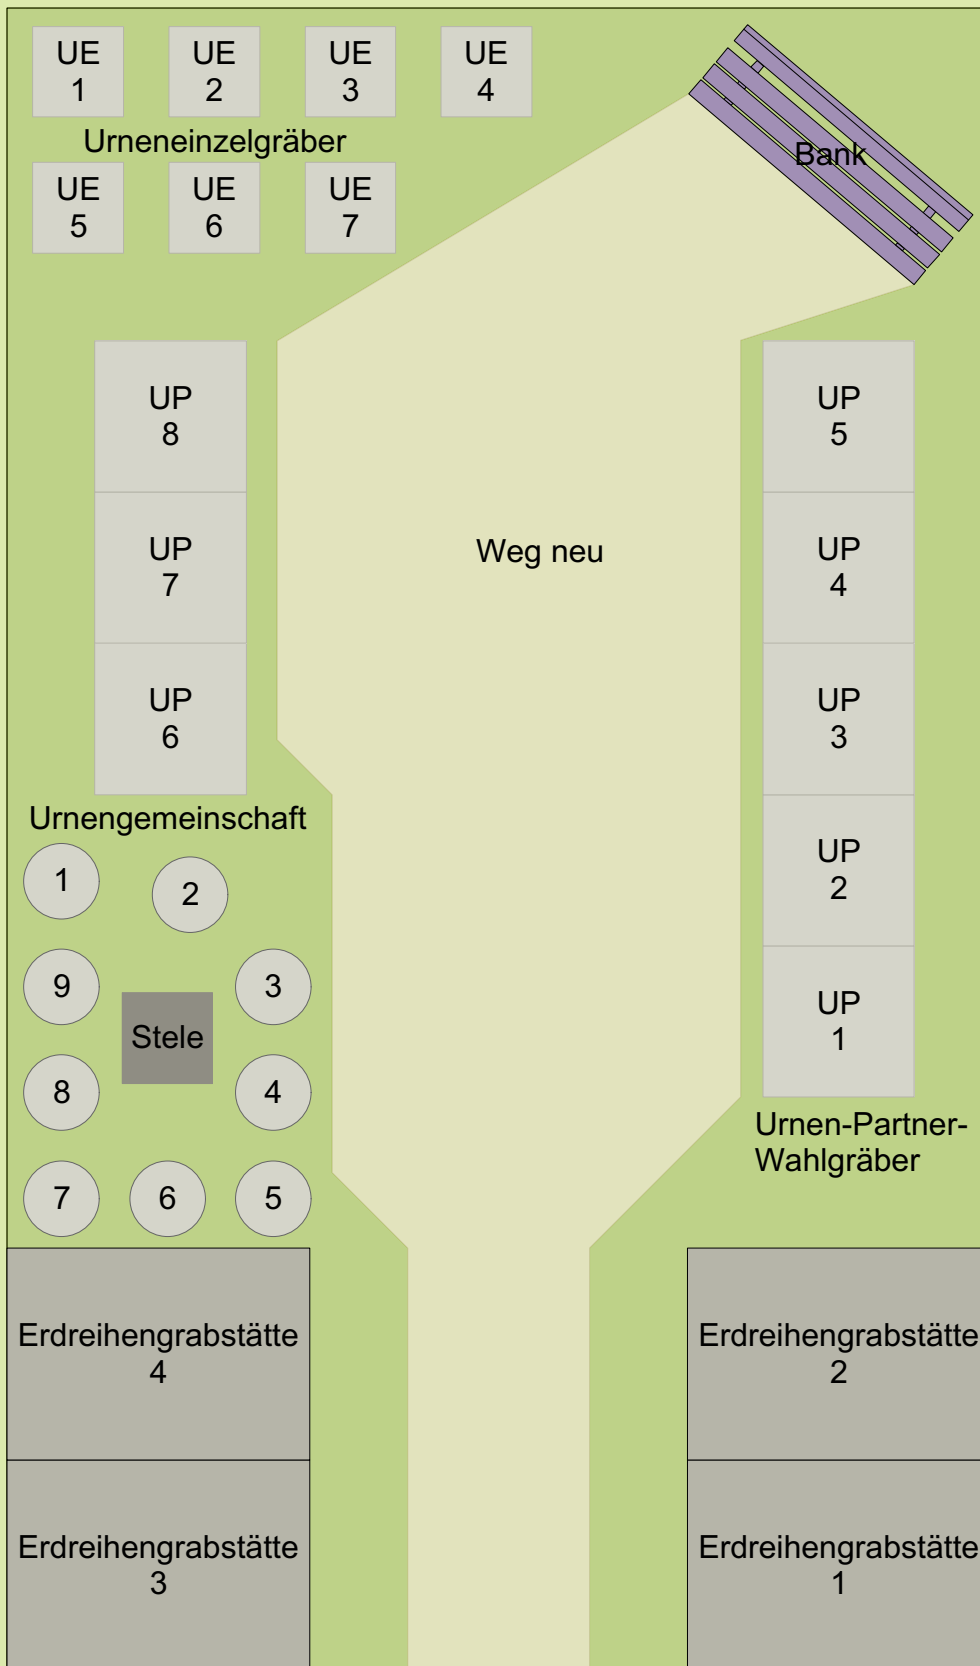 UE
1
UE
2
UE
3
UE
4
Urneneinzelgräber
UE
5
UE
6
UE
7
Bank
UP
8
UP
7
UP
6
Weg neu
UP
5
UP
4
UP
3
UP
2
UP
1
Urnen-Partner-
Wahlgräber
Urnengemeinschaft
1
2
9
3
Stele
8
4
7
6
5
Erdreihengrabstätte
4
Erdreihengrabstätte
2
Erdreihengrabstätte
3
Erdreihengrabstätte
1